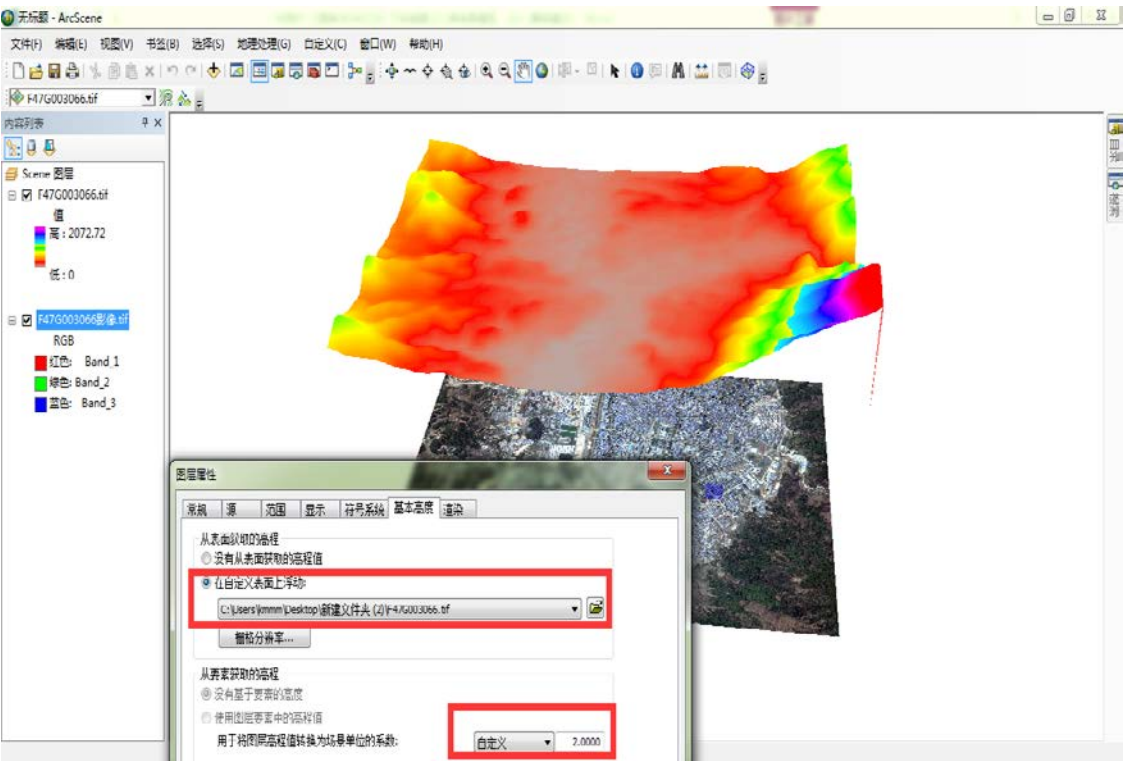 无标题 - ArcScene
文件(F) 编辑(E) 视图(V) 书签(B) 选择(S) 地理处理(G) 自定义(C) 窗口(W) 帮助(H)
F47G003066.tif
内容列表
Scene 图层
F47G003066.tif
值
高 : 2072.72
低 : 0
F47G003066影像.tif
RGB
红色: Band_1
绿色: Band_2
蓝色: Band_3
图层属性
常规 源 范围 显示 符号系统 基本高度 渲染
从表面获取的高程
没有从表面获取的高程值
在自定义表面上浮动:
C:\Users\kmmm\Desktop\新建文件夹 (2)\F47G003066.tif
栅格分辨率...
从要素获取的高程
没有基于要素的高度
使用图层要素中的高程值
用于将图层高程值转换为场景单位的系数:
自定义 2.0000